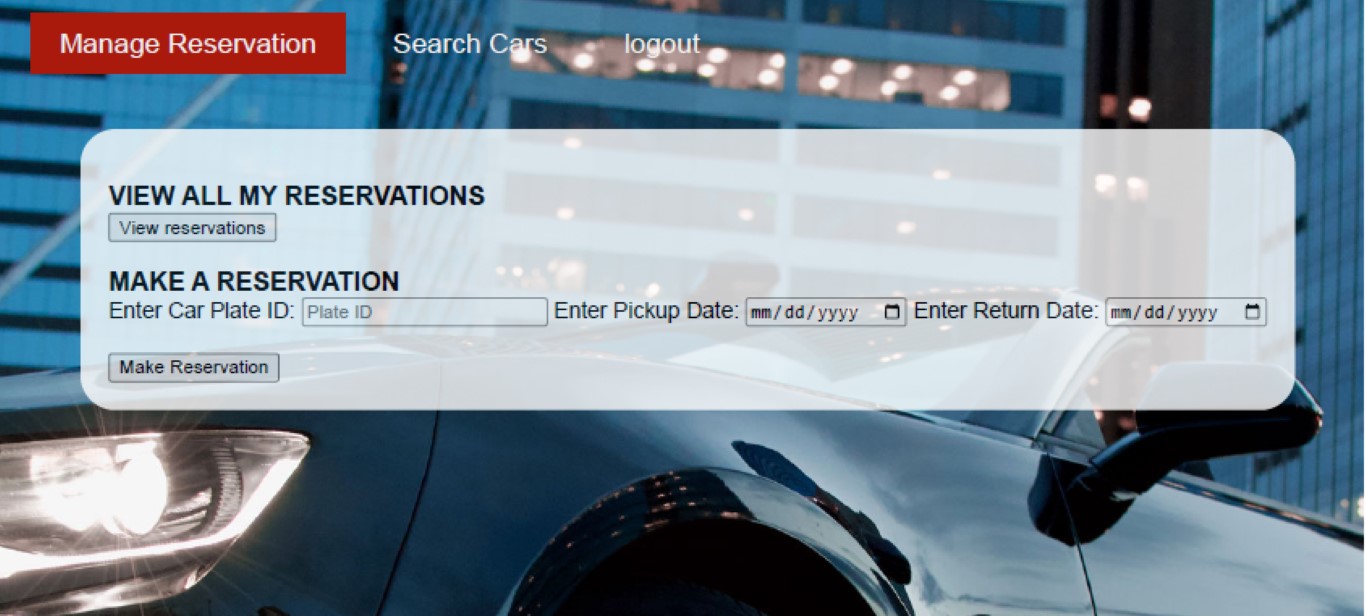 Manage Reservation Search Cars logout
VIEW ALL MY RESERVATIONS
View reservations
MAKE A RESERVATION
Enter Car Plate ID: Plate ID Enter Pickup Date: mm/dd/yyyy Enter Return Date: mm/dd/yyyy
Make Reservation